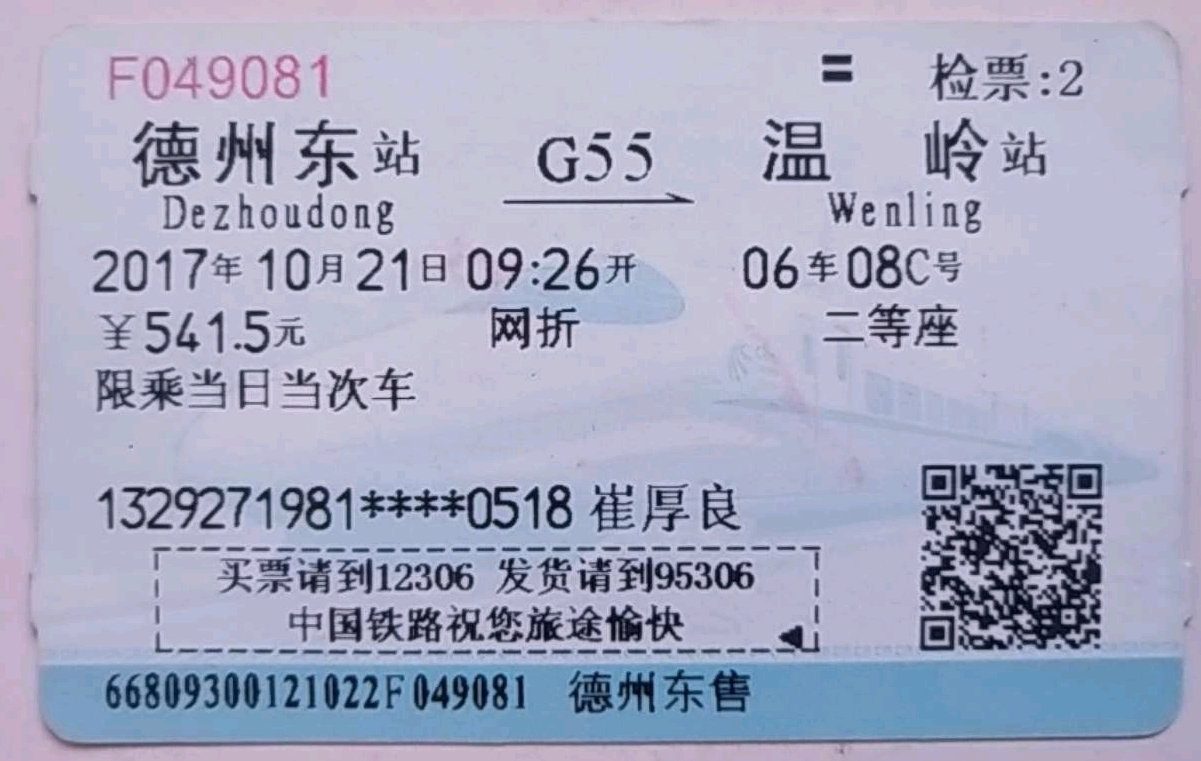 F049081 〓 检票:2
德州东站 G55 温岭站
Dezhoudong Wenling
2017年10月21日09:26开 06车08C号
￥541.5元 网折 二等座
限乘当日当次车
1329271981****0518 崔厚良
买票请到12306 发货请到95306
中国铁路祝您旅途愉快
66809300121022F049081 德州东售